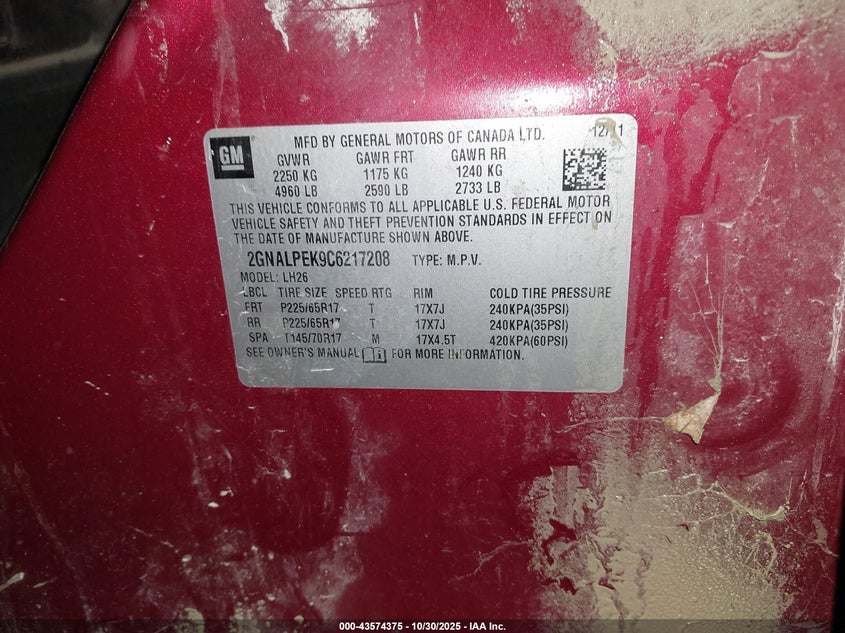 GM
MFD BY GENERAL MOTORS OF CANADA LTD. 12/11
GVWR GAWR FRT GAWR RR
2250 KG 1175 KG 1240 KG
4960 LB 2590 LB 2733 LB
THIS VEHICLE CONFORMS TO ALL APPLICABLE U.S. FEDERAL MOTOR
VEHICLE SAFETY AND THEFT PREVENTION STANDARDS IN EFFECT ON
THE DATE OF MANUFACTURE SHOWN ABOVE.
2GNALPEK9C6217208 TYPE: M.P.V.
MODEL: LH26
LBCL TIRE SIZE SPEED RTG RIM COLD TIRE PRESSURE
FRT P225/65R17 T 17X7J 240KPA(35PSI)
RR P225/65R17 T 17X7J 240KPA(35PSI)
SPA T145/70R17 M 17X4.5T 420KPA(60PSI)
SEE OWNER'S MANUAL FOR MORE INFORMATION.
000-43574375 - 10/30/2025 - IAA Inc.